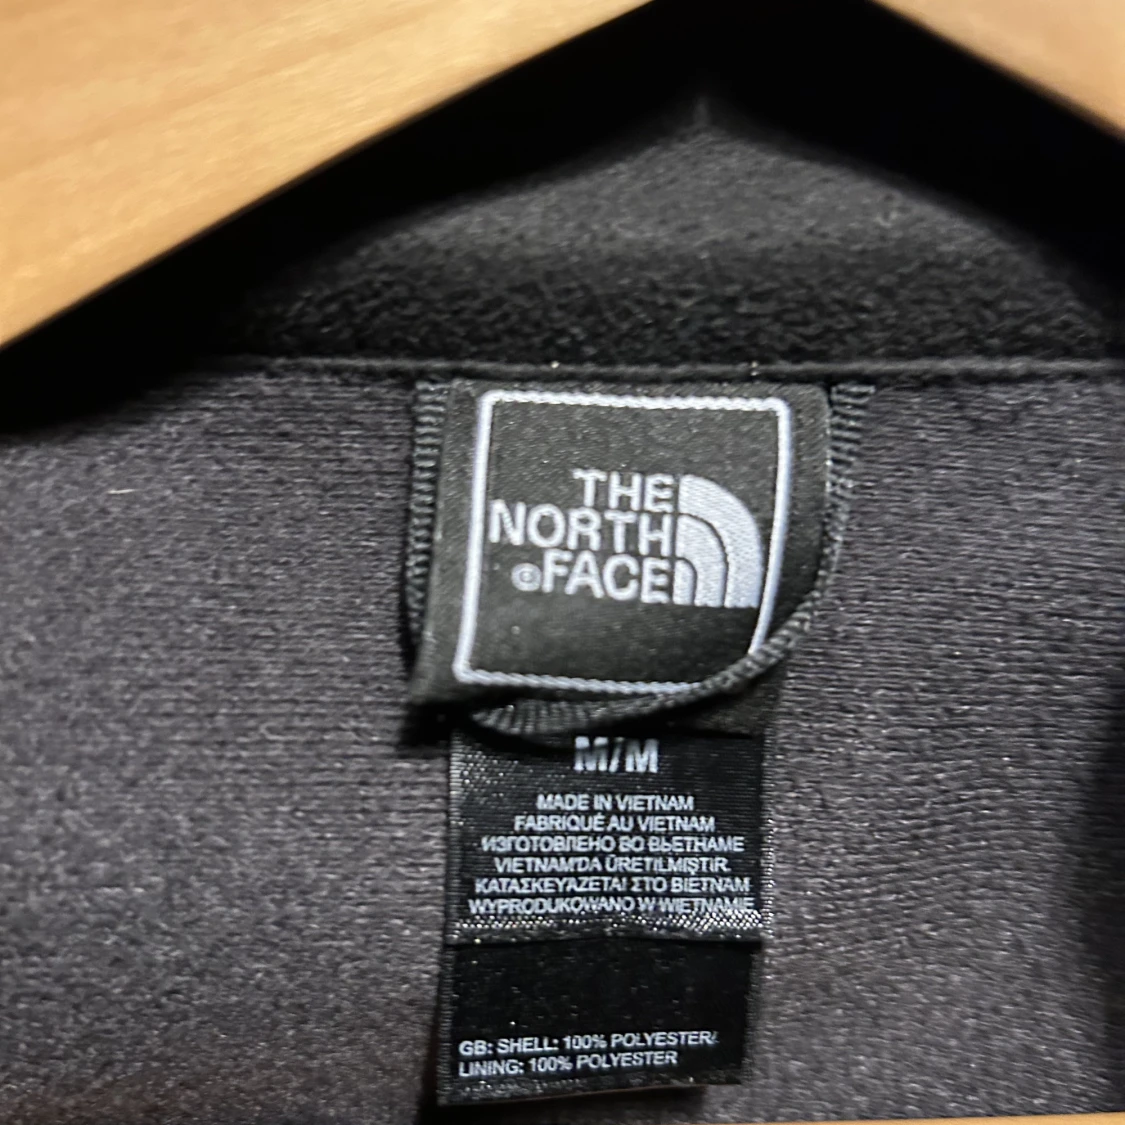 THE
NORTH
FACE
M/M
MADE IN VIETNAM
FABRIQUÉ AU VIETNAM
ИЗГОТОВЛЕНО ВО ВЬЕТНАМЕ
VIETNAM'DA ÜRETILMIŞTIR.
ΚΑΤΑΣΚΕΥΑΖΕΤΑΙ ΣΤΟ ΒΙΕΤΝΑΜ
WYPRODUKOWANO W WIETNAMIE
GB: SHELL: 100% POLYESTER/
LINING: 100% POLYESTER